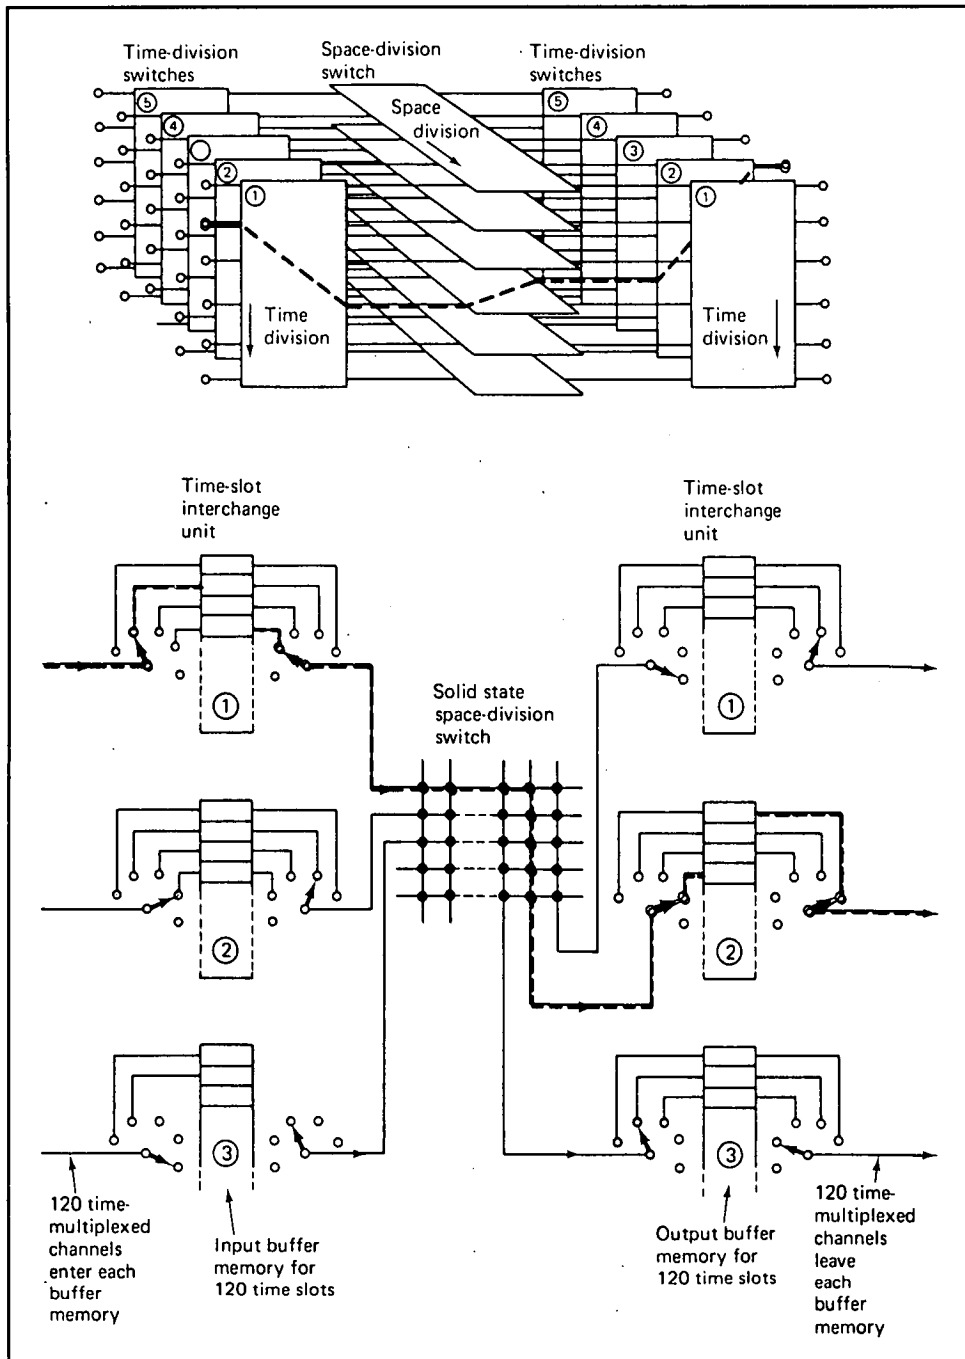 Time-division
switches
Space-division
switch
Time-division
switches
5
4
2
1
Time
division
Space
division
5
4
3
2
1
Time
division
Time-slot
interchange
unit
Time-slot
interchange
unit
1
1
Solid state
space-division
switch
2
2
3
3
120 time-
multiplexed
channels
enter each
buffer
memory
Input buffer
memory for
120 time slots
Output buffer
memory for
120 time slots
120 time-
multiplexed
channels
leave
each
buffer
memory